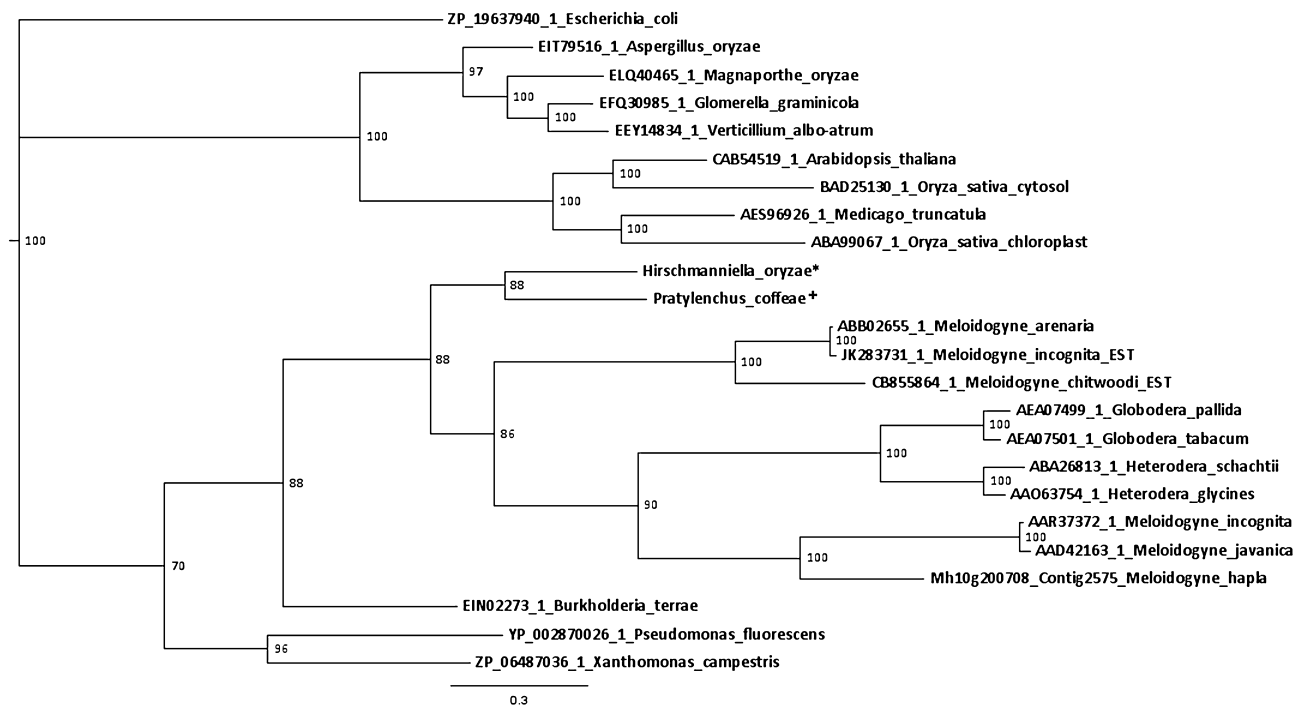 ZP_19637940_1_Escherichia_coli
EIT79516_1_Aspergillus_oryzae
97
ELQ40465_1_Magnaporthe_oryzae
100
EFQ30985_1_Glomerella_graminicola
100
EEY14834_1_Verticillium_albo-atrum
100
CAB54519_1_Arabidopsis_thaliana
100
BAD25130_1_Oryza_sativa_cytosol
100
AES96926_1_Medicago_truncatula
100
ABA99067_1_Oryza_sativa_chloroplast
100
Hirschmanniella_oryzae*
88
Pratylenchus_coffeae+
ABB02655_1_Meloidogyne_arenaria
100
JK283731_1_Meloidogyne_incognita_EST
88
100
CB855864_1_Meloidogyne_chitwoodi_EST
AEA07499_1_Globodera_pallida
100
86
AEA07501_1_Globodera_tabacum
100
ABA26813_1_Heterodera_schachtii
100
88
AAO63754_1_Heterodera_glycines
90
AAR37372_1_Meloidogyne_incognita
100
AAD42163_1_Meloidogyne_javanica
100
70
Mh10g200708_Contig2575_Meloidogyne_hapla
EIN02273_1_Burkholderia_terrae
YP_002870026_1_Pseudomonas_fluorescens
96
ZP_06487036_1_Xanthomonas_campestris
0.3